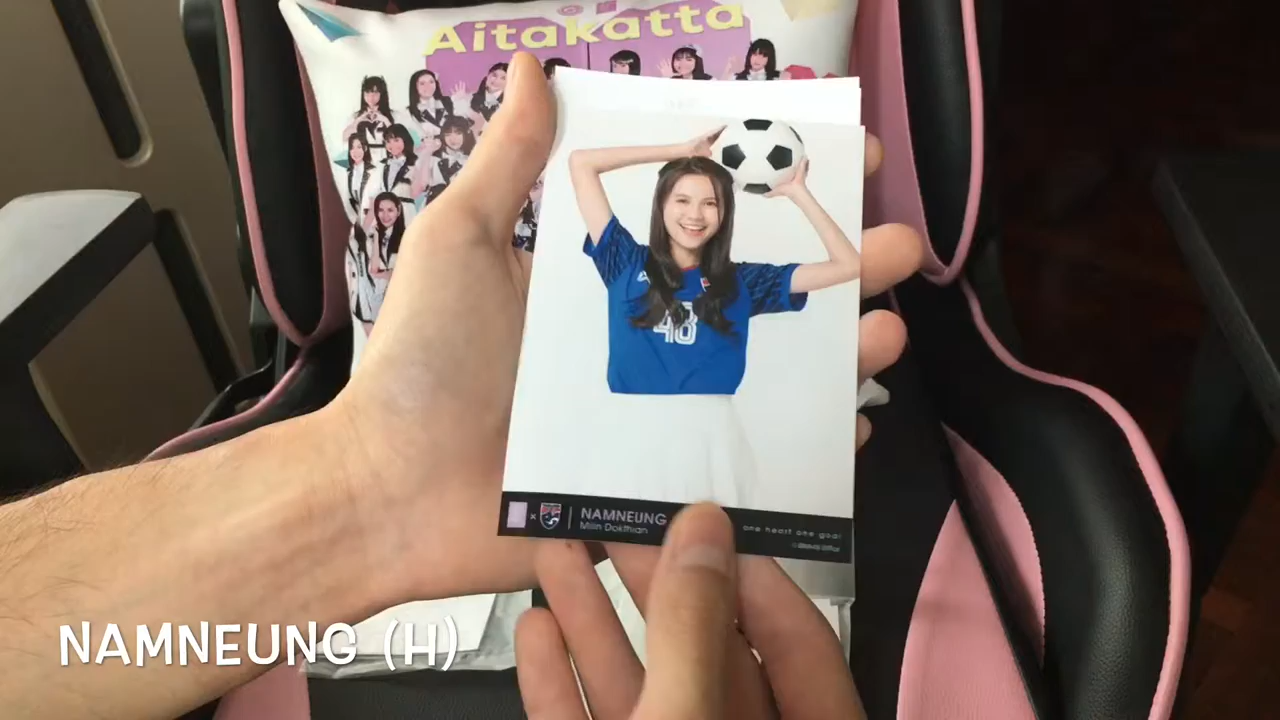 Aitakatta
48
× | NAMNEUNG
Milin Dokthian
one heart one goal
NAMNEUNG (H)